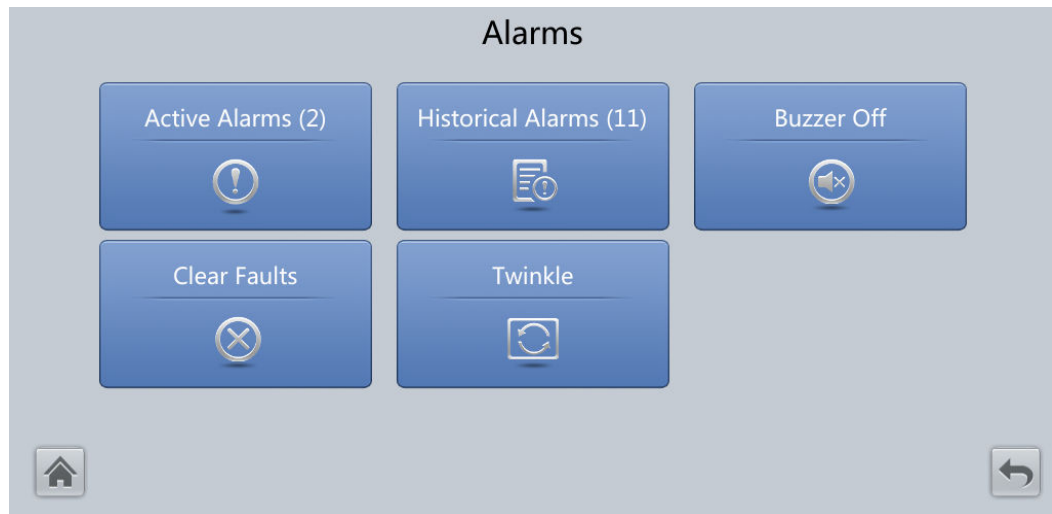 Alarms
Active Alarms (2)
Historical Alarms (11)
Buzzer Off
Clear Faults
Twinkle